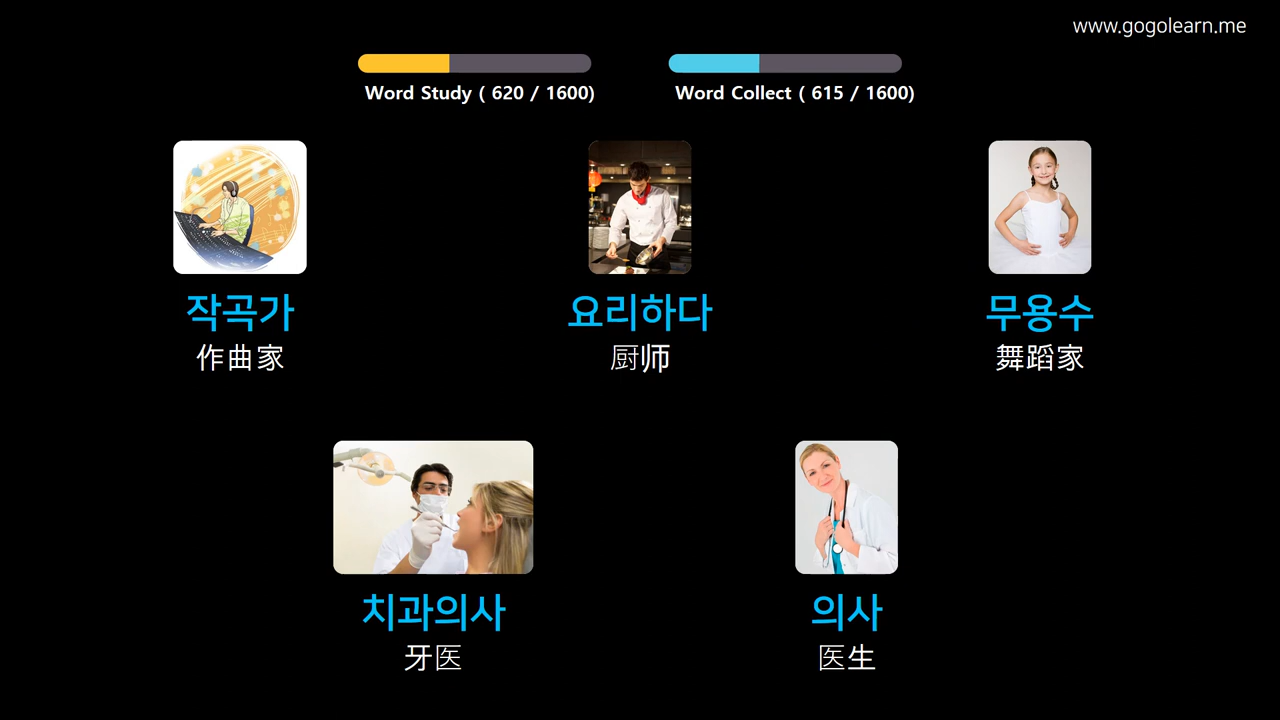 www.gogolearn.me
Word Study ( 620 / 1600)
Word Collect ( 615 / 1600)
작곡가
作曲家
요리하다
厨师
무용수
舞蹈家
치과의사
牙医
의사
医生